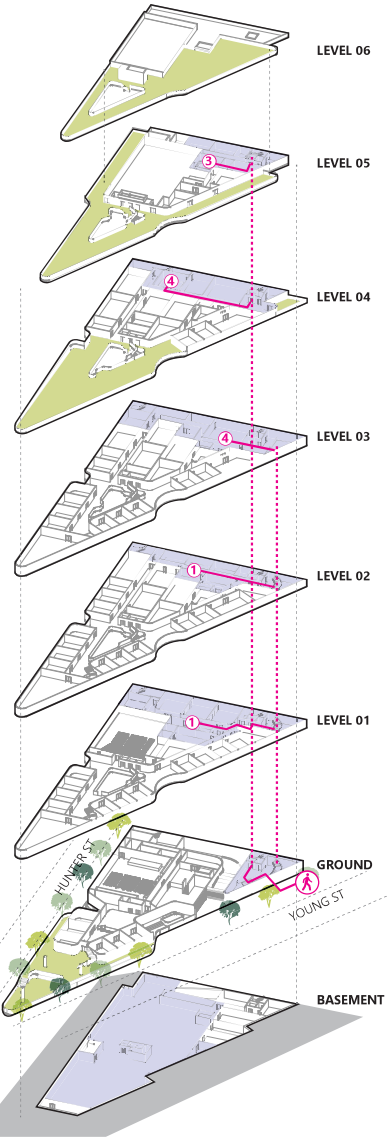 LEVEL 06
LEVEL 05
3
LEVEL 04
4
LEVEL 03
4
LEVEL 02
1
LEVEL 01
1
HUNTER ST
GROUND
YOUNG ST
BASEMENT